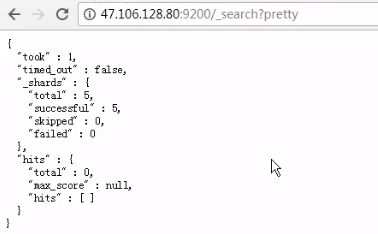 47.106.128.80:9200/_search?pretty
{
  "took" : 1,
  "timed_out" : false,
  "_shards" : {
    "total" : 5,
    "successful" : 5,
    "skipped" : 0,
    "failed" : 0
  },
  "hits" : {
    "total" : 0,
    "max_score" : null,
    "hits" : [ ]
  }
}